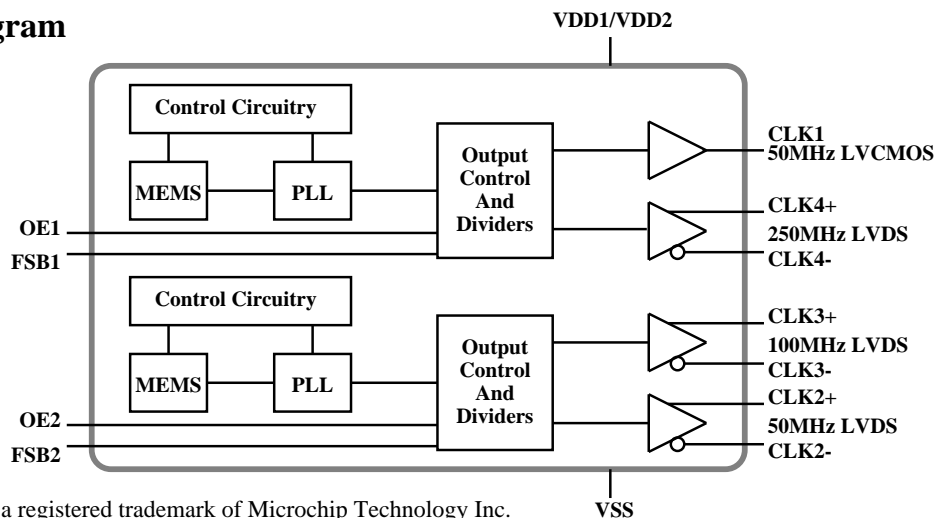 gram
VDD1/VDD2
Control Circuitry
MEMS
PLL
Output
Control
And
Dividers
CLK1
50MHz LVCMOS
CLK4+
250MHz LVDS
CLK4-
OE1
FSB1
Control Circuitry
MEMS
PLL
Output
Control
And
Dividers
CLK3+
100MHz LVDS
CLK3-
CLK2+
50MHz LVDS
CLK2-
OE2
FSB2
VSS
a registered trademark of Microchip Technology Inc.